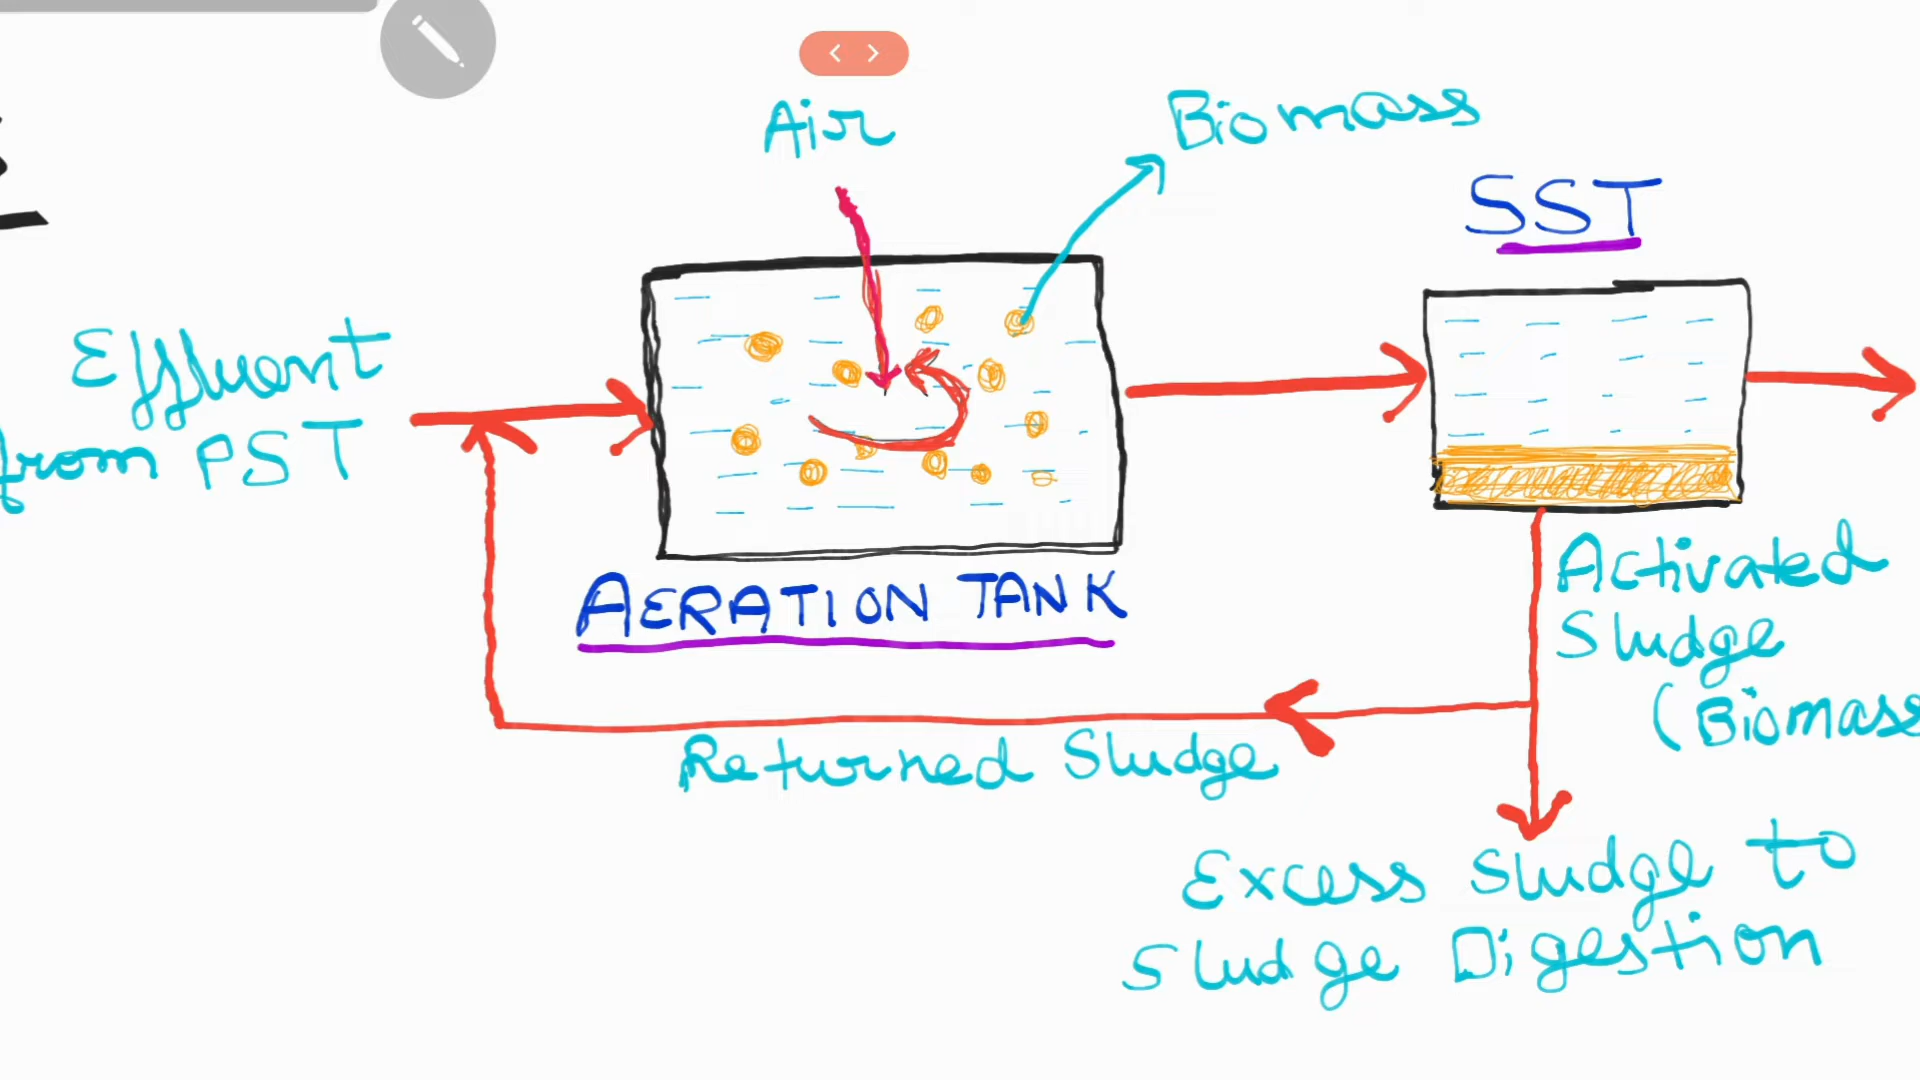 Air
Biomass
SST
Effluent
from PST
AERATION TANK
Activated
Sludge
(Biomass
Returned Sludge
Excess Sludge to
Sludge Digestion